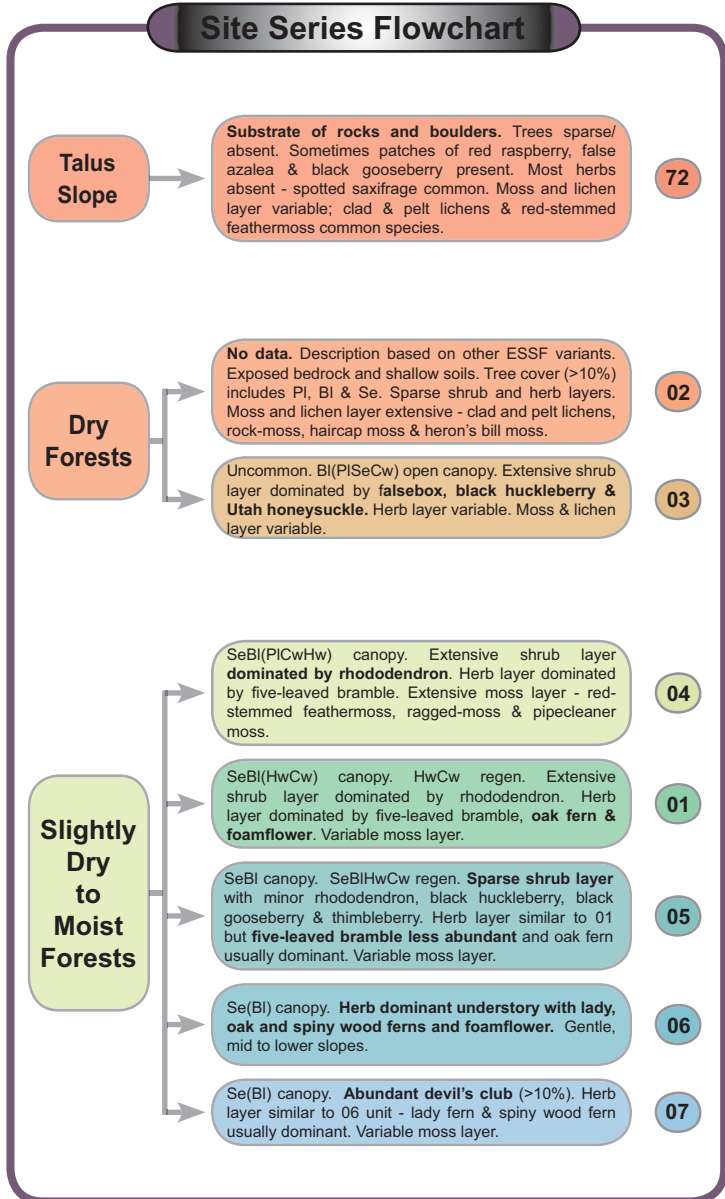 Site Series Flowchart
Talus
Slope
Substrate of rocks and boulders. Trees sparse/
absent. Sometimes patches of red raspberry, false
azalea & black gooseberry present. Most herbs
absent - spotted saxifrage common. Moss and lichen
layer variable; clad & pelt lichens & red-stemmed
feathermoss common species.
72
Dry
Forests
No data. Description based on other ESSF variants.
Exposed bedrock and shallow soils. Tree cover (>10%)
includes Pl, Bl & Se. Sparse shrub and herb layers.
Moss and lichen layer extensive - clad and pelt lichens,
rock-moss, haircap moss & heron's bill moss.
02
Uncommon. Bl(PlSeCw) open canopy. Extensive shrub
layer dominated by falsebox, black huckleberry &
Utah honeysuckle. Herb layer variable. Moss & lichen
layer variable.
03
Slightly
Dry
to
Moist
Forests
SeBl(PlCwHw) canopy. Extensive shrub layer
dominated by rhododendron. Herb layer dominated
by five-leaved bramble. Extensive moss layer - red-
stemmed feathermoss, ragged-moss & pipecleaner
moss.
04
SeBl(HwCw) canopy. HwCw regen. Extensive
shrub layer dominated by rhododendron. Herb
layer dominated by five-leaved bramble, oak fern &
foamflower. Variable moss layer.
01
SeBl canopy. SeBlHwCw regen. Sparse shrub layer
with minor rhododendron, black huckleberry, black
gooseberry & thimbleberry. Herb layer similar to 01
but five-leaved bramble less abundant and oak fern
usually dominant. Variable moss layer.
05
Se(Bl) canopy. Herb dominant understory with lady,
oak and spiny wood ferns and foamflower. Gentle,
mid to lower slopes.
06
Se(Bl) canopy. Abundant devil's club (>10%). Herb
layer similar to 06 unit - lady fern & spiny wood fern
usually dominant. Variable moss layer.
07